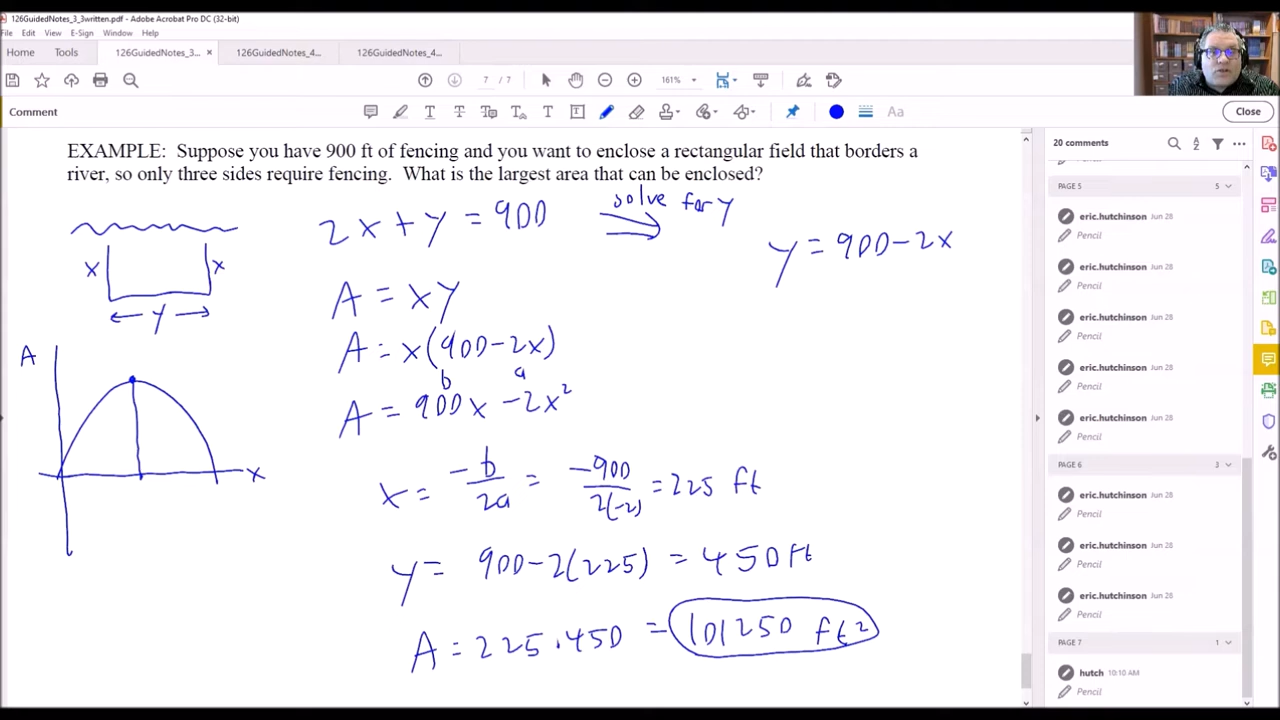 126GuidedNotes_3_3written.pdf - Adobe Acrobat Pro DC (32-bit)
File Edit View E-Sign Window Help
Home Tools 126GuidedNotes_3... × 126GuidedNotes_4... 126GuidedNotes_4...
7 / 7 161%
Comment Aa Close
EXAMPLE: Suppose you have 900 ft of fencing and you want to enclose a rectangular field that borders a
river, so only three sides require fencing. What is the largest area that can be enclosed?
2x + y = 900 solve for y
y = 900 - 2x
x x
y
A = xy
A = x(900 - 2x)
b a
A = 900x - 2x²
A
x
x = -b/2a = -900/2(-2) = 225 ft
y = 900 - 2(225) = 450 ft
A = 225 · 450 = 101250 ft²
20 comments
PAGE 5 5
eric.hutchinson Jun 28
Pencil
eric.hutchinson Jun 28
Pencil
eric.hutchinson Jun 28
Pencil
eric.hutchinson Jun 28
Pencil
eric.hutchinson Jun 28
Pencil
PAGE 6 3
eric.hutchinson Jun 28
Pencil
eric.hutchinson Jun 28
Pencil
eric.hutchinson Jun 28
Pencil
PAGE 7 1
hutch 10:10 AM
Pencil